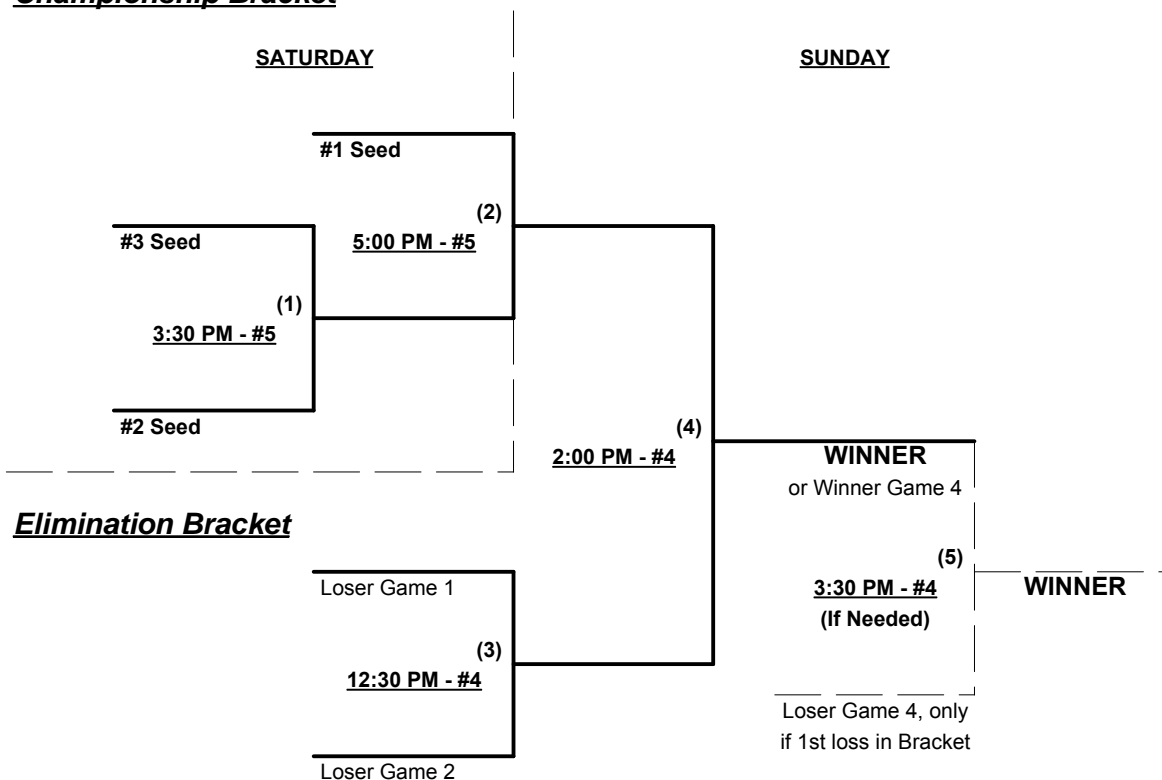 Championship Bracket
SATURDAY
SUNDAY
#1 Seed
(2)
#3 Seed
5:00 PM - #5
(1)
3:30 PM - #5
#2 Seed
(4)
2:00 PM - #4
WINNER
or Winner Game 4
Elimination Bracket
(5)
Loser Game 1
3:30 PM - #4
WINNER
(If Needed)
(3)
12:30 PM - #4
Loser Game 4, only
if 1st loss in Bracket
Loser Game 2